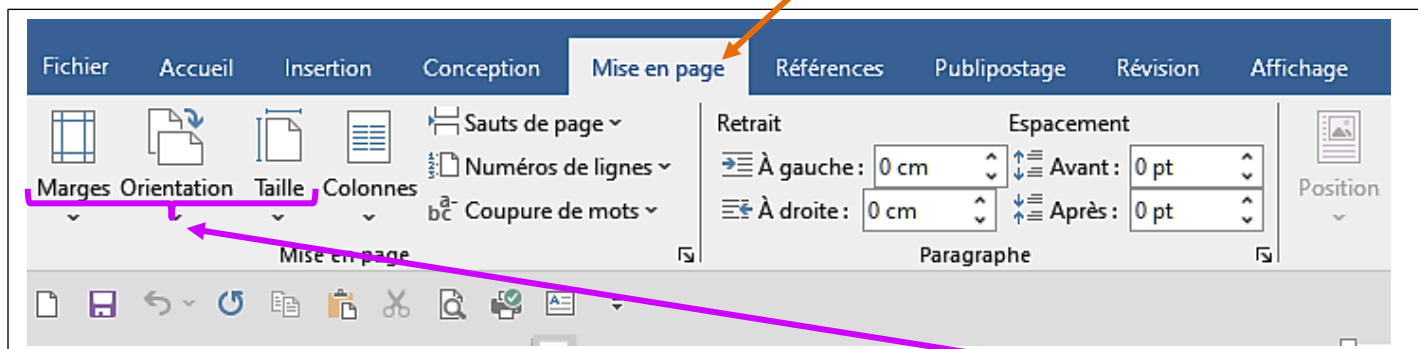 Fichier Accueil Insertion Conception Mise en page Références Publipostage Révision Affichage
Sauts de page Retrait Espacement
Numéros de lignes À gauche : 0 cm Avant : 0 pt
Marges Orientation Taille Colonnes Position
Coupure de mots À droite : 0 cm Après : 0 pt
Mise en page Paragraphe